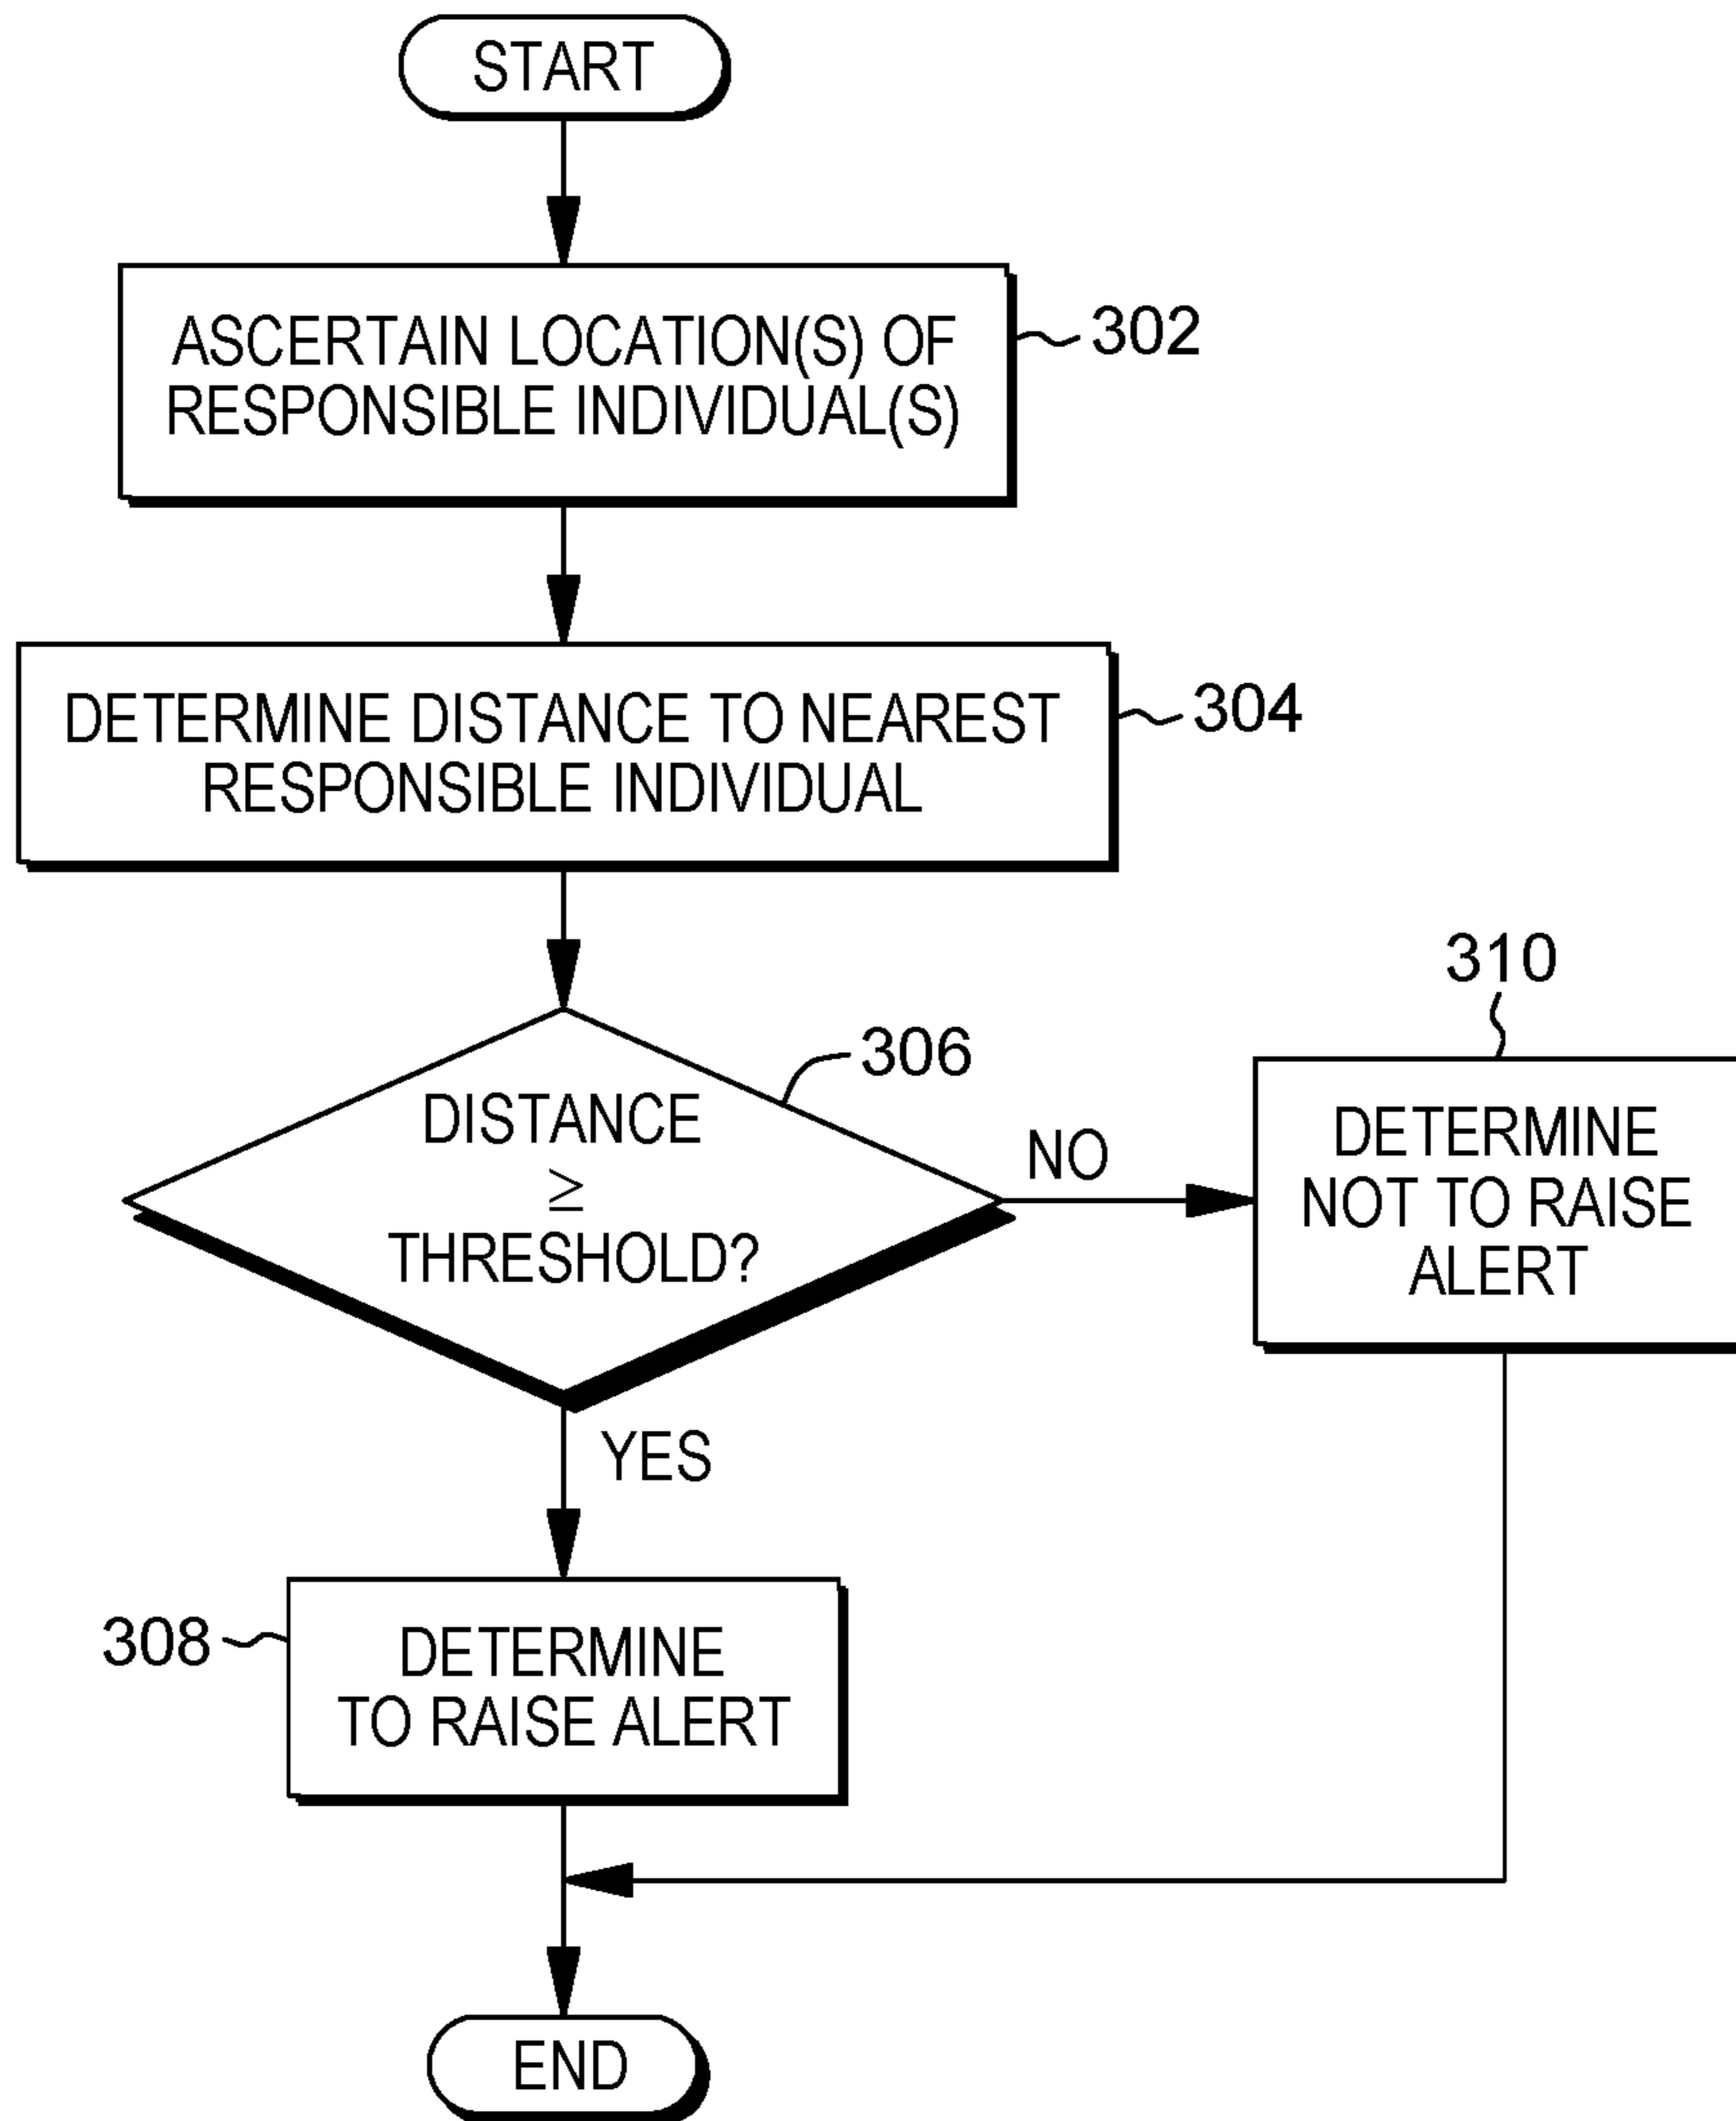 START
ASCERTAIN LOCATION(S) OF
RESPONSIBLE INDIVIDUAL(S)
302
DETERMINE DISTANCE TO NEAREST
RESPONSIBLE INDIVIDUAL
304
306
DISTANCE
≥
THRESHOLD?
NO
310
DETERMINE
NOT TO RAISE
ALERT
YES
308
DETERMINE
TO RAISE ALERT
END